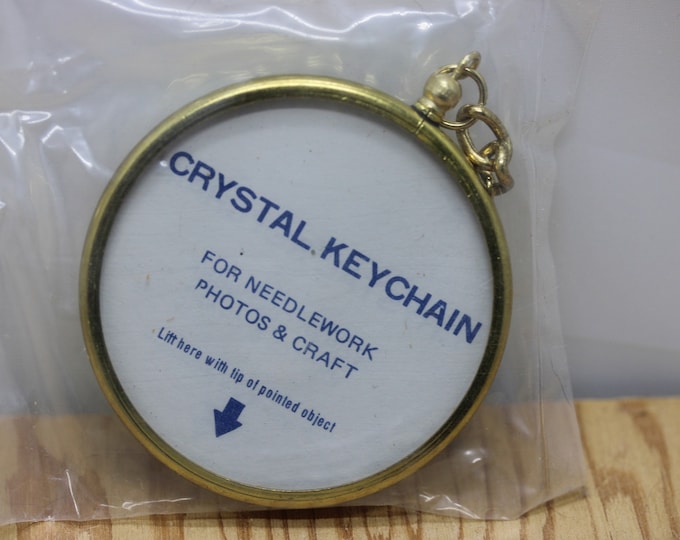 CRYSTAL KEYCHAIN
FOR NEEDLEWORK
PHOTOS & CRAFT
Lift here with tip of pointed object